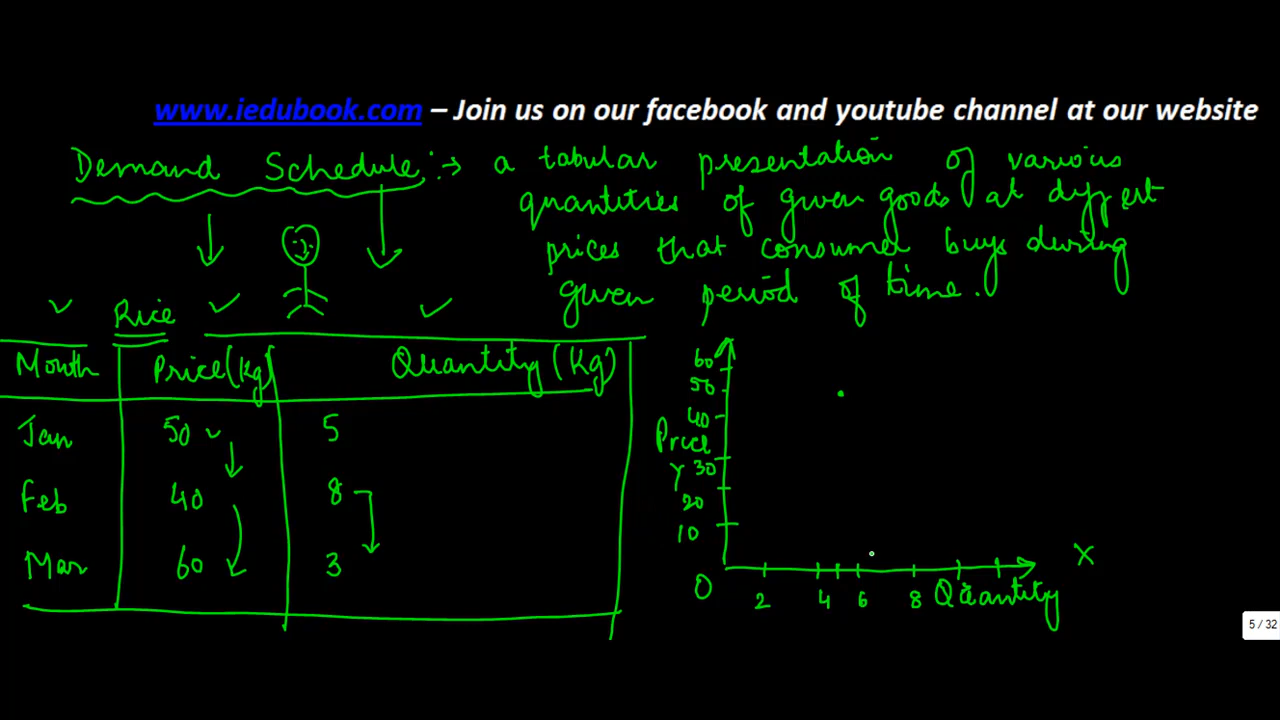 www.iedubook.com – Join us on our facebook and youtube channel at our website
Demand Schedule :→ a tabular presentation of various
quantities of given goods at differt
prices that consumer buys during
given period of time.
Rice
Month Price(kg) Quantity (Kg)
Jan 50 5
Feb 40 8
Mar 60 3
60
50
40
Price
Y 30
20
10
O 2 4 6 8 Quantity X
5 / 32